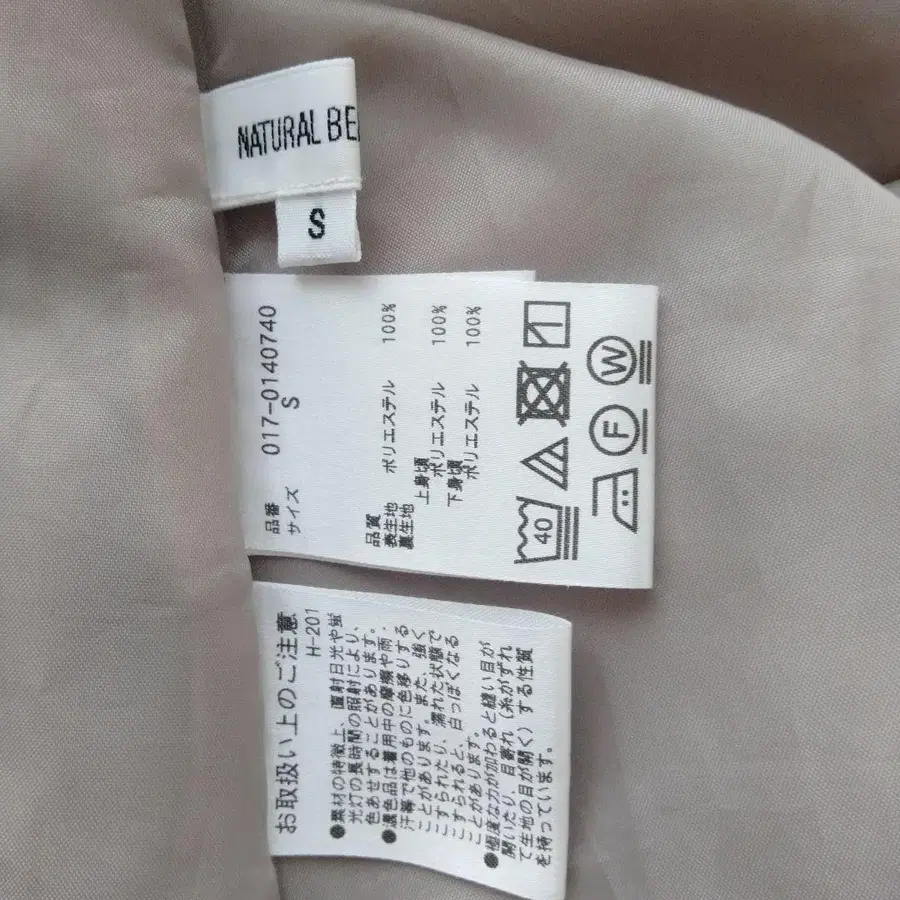 NATURAL BE
S
品番 017-0140740
サイズ S
品質
表生地 ポリエステル 100%
裏生地
上身頃 ポリエステル 100%
下身頃 ポリエステル 100%
40
F
W
お取扱い上のご注意
H-201
●素材の特徴上、直射日光や蛍
光灯の長時間の照射により、
色あせすることがあります。
●濃色品は着用中の摩擦や雨、
汗等で他のものに色移りする
ことがあります。また、強く
こすられたり、濡れた状態で
こすられると、白っぽくなる
ことがあります。
●極度な力が加わると縫い目が
開いたり、目寄れ(糸がずれ
て生地の目が開く)する性質
を持っています。